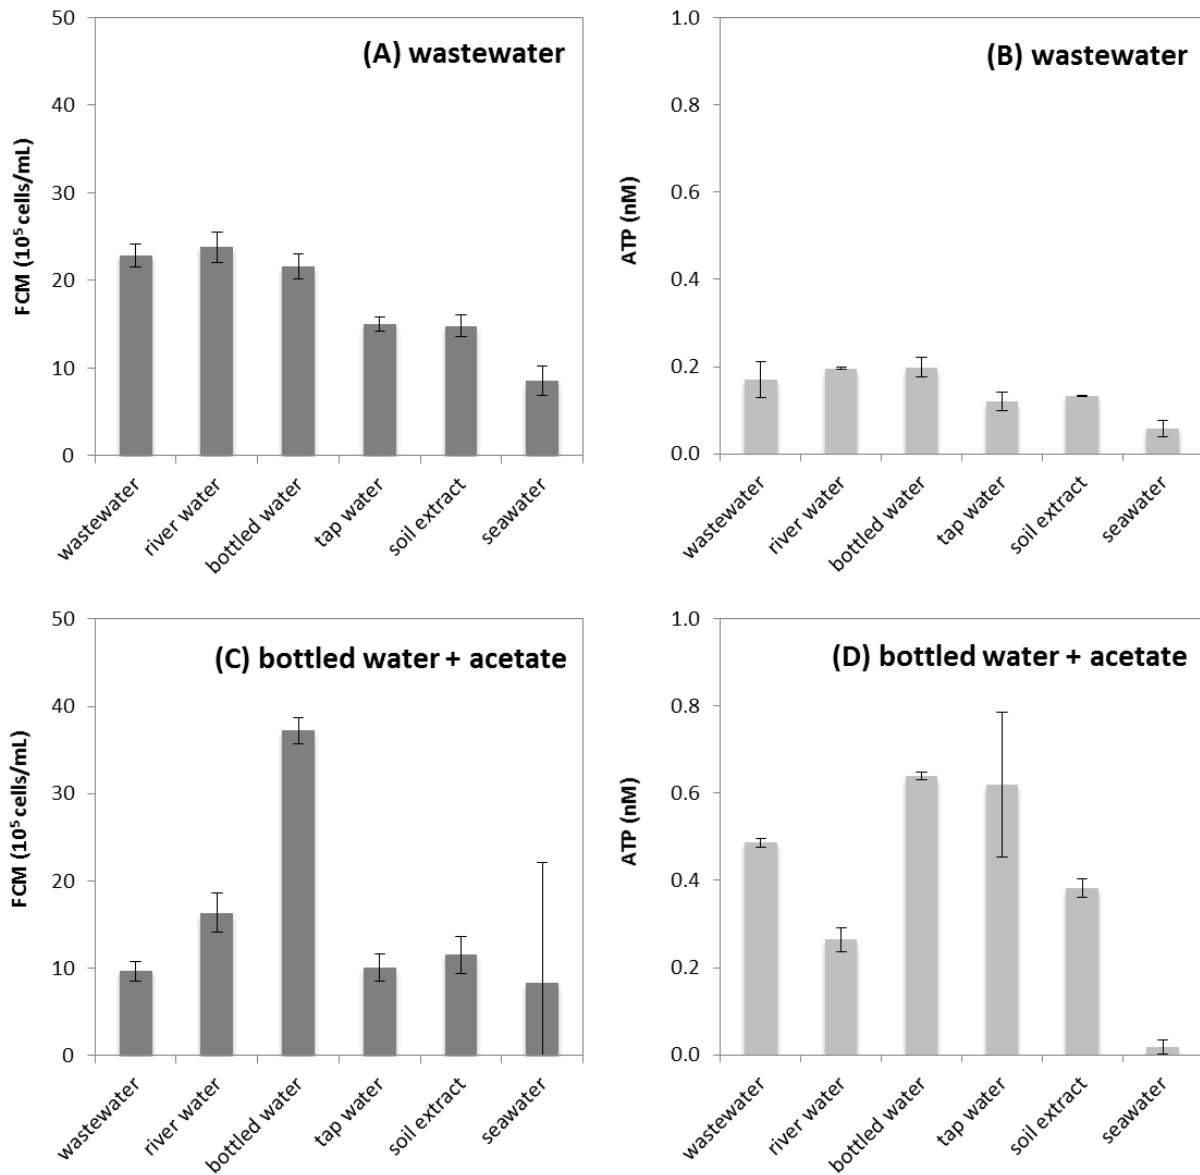 (A) wastewater
FCM (10⁵ cells/mL)
50
40
30
20
10
0
wastewater
river water
bottled water
tap water
soil extract
seawater
(B) wastewater
ATP (nM)
1.0
0.8
0.6
0.4
0.2
0.0
wastewater
river water
bottled water
tap water
soil extract
seawater
(C) bottled water + acetate
FCM (10⁵ cells/mL)
50
40
30
20
10
0
wastewater
river water
bottled water
tap water
soil extract
seawater
(D) bottled water + acetate
ATP (nM)
1.0
0.8
0.6
0.4
0.2
0.0
wastewater
river water
bottled water
tap water
soil extract
seawater